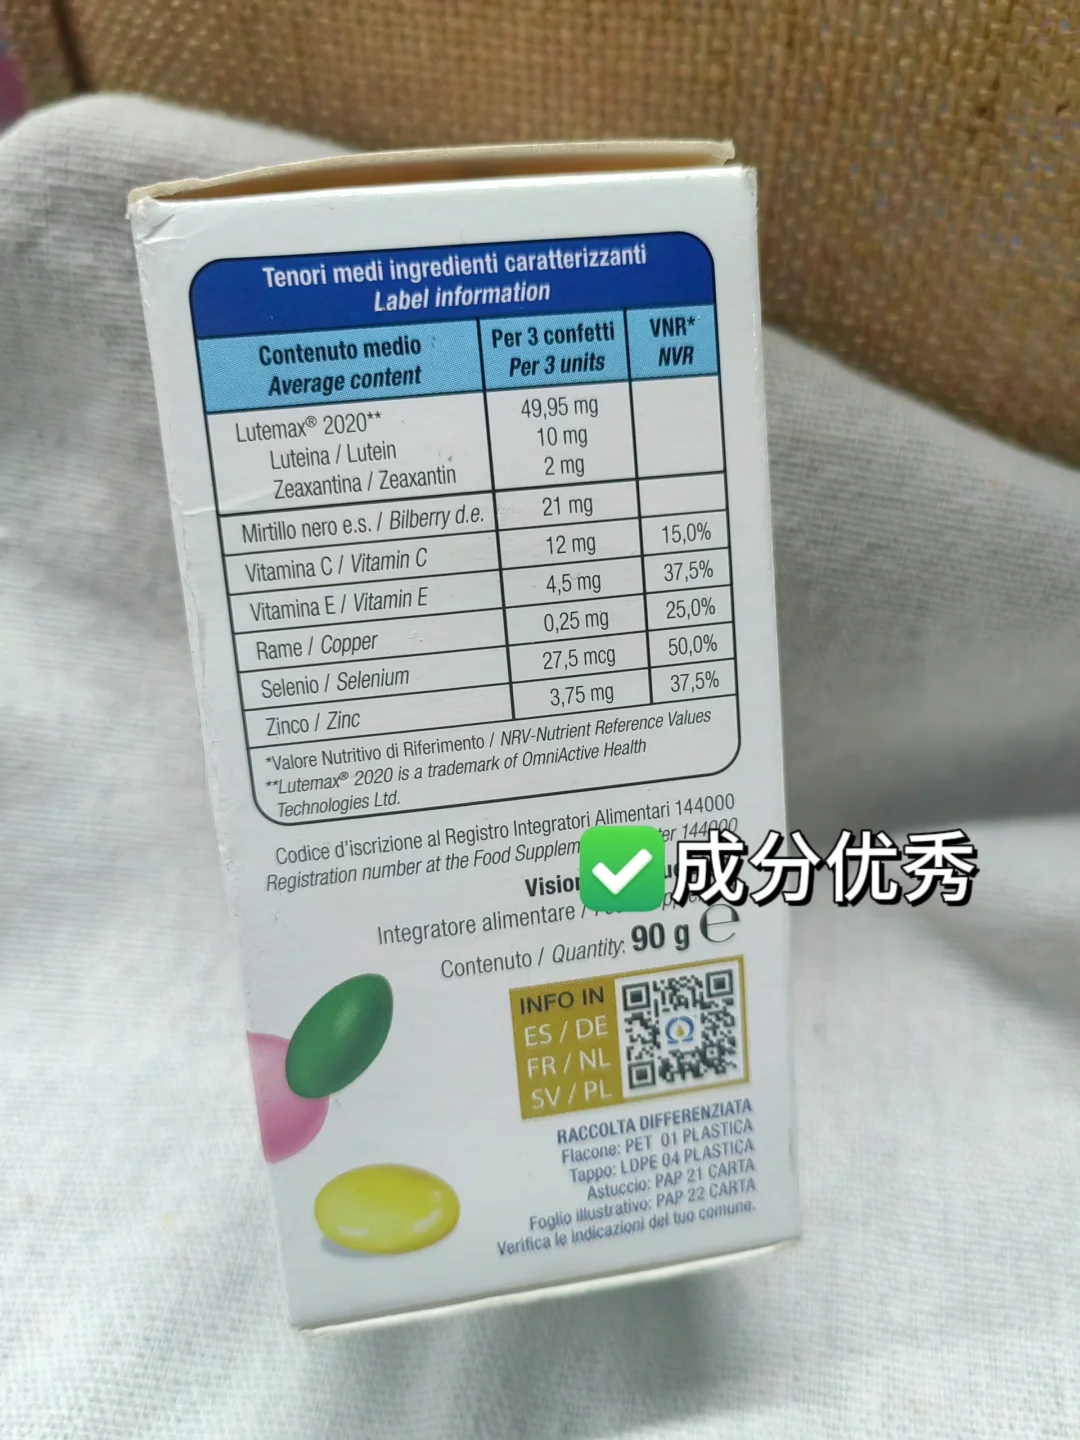 Tenori medi ingredienti caratterizzanti
Label information
Contenuto medio Per 3 confetti VNR*
Average content Per 3 units NVR
Lutemax® 2020** 49,95 mg
Luteina / Lutein 10 mg
Zeaxantina / Zeaxantin 2 mg
Mirtillo nero e.s. / Bilberry d.e. 21 mg
Vitamina C / Vitamin C 12 mg 15,0%
Vitamina E / Vitamin E 4,5 mg 37,5%
Rame / Copper 0,25 mg 25,0%
Selenio / Selenium 27,5 mcg 50,0%
Zinco / Zinc 3,75 mg 37,5%
*Valore Nutritivo di Riferimento / NRV-Nutrient Reference Values
**Lutemax® 2020 is a trademark of OmniActive Health
Technologies Ltd.
Codice d'iscrizione al Registro Integratori Alimentari 144000
Registration number at the Food 144000
成分优秀
Integratore alimentare /
Contenuto / Quantity: 90 g ℮
INFO IN
ES / DE
FR / NL
SV / PL
RACCOLTA DIFFERENZIATA
Flacone: PET 01 PLASTICA
Tappo: LDPE 04 PLASTICA
Astuccio: PAP 21 CARTA
Foglio illustrativo: PAP 22 CARTA
Verifica le indicazioni del tuo comune.